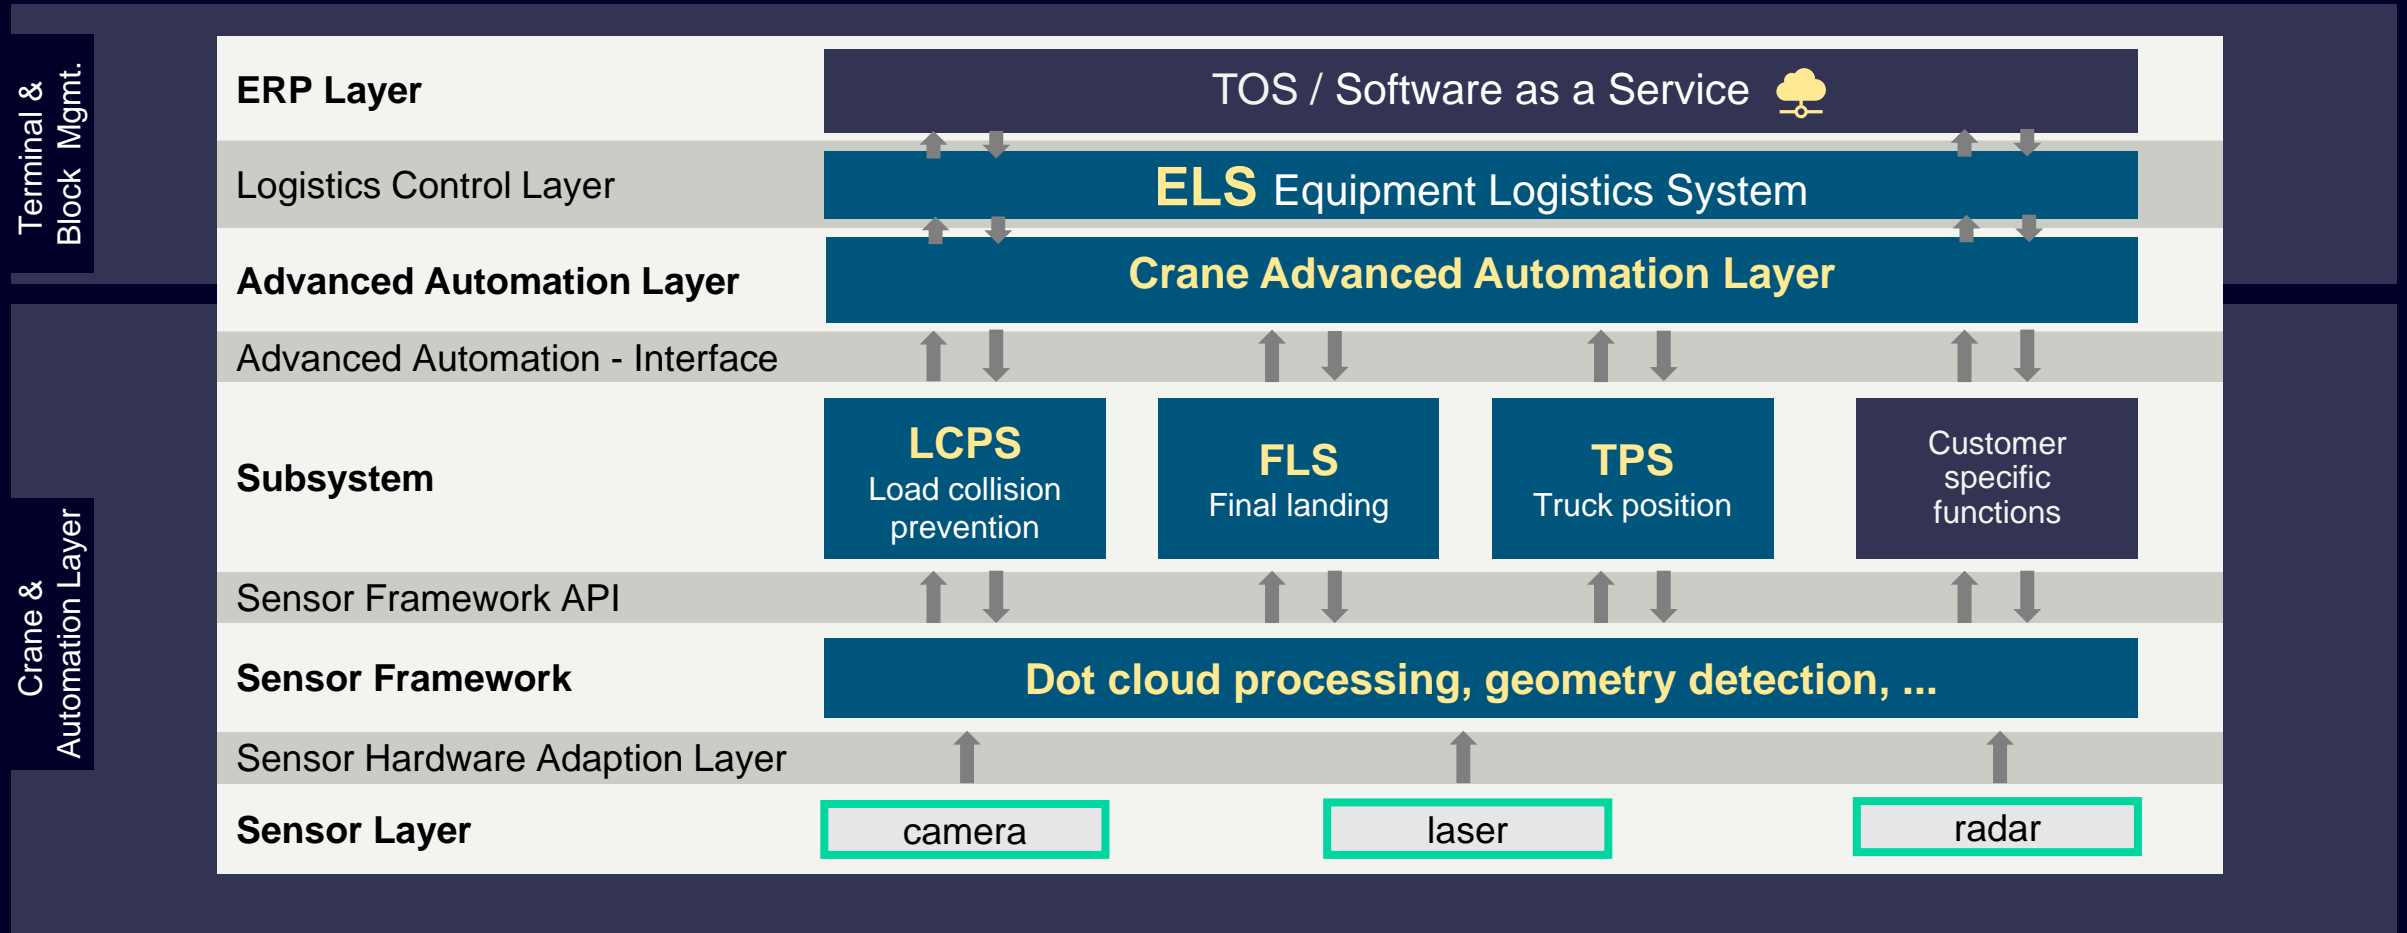 Terminal &
Block Mgmt.
ERP Layer
TOS / Software as a Service
Logistics Control Layer
ELS Equipment Logistics System
Advanced Automation Layer
Crane Advanced Automation Layer
Advanced Automation - Interface
Crane &
Automation Layer
Subsystem
LCPS
Load collision
prevention
FLS
Final landing
TPS
Truck position
Customer
specific
functions
Sensor Framework API
Sensor Framework
Dot cloud processing, geometry detection, ...
Sensor Hardware Adaption Layer
Sensor Layer
camera
laser
radar